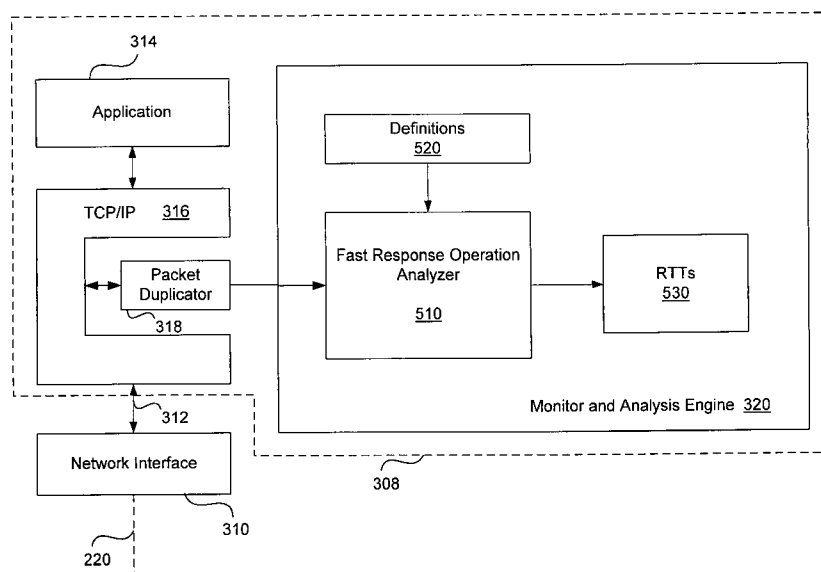 314
Application
Definitions
520
TCP/IP 316
Packet
Duplicator
318
Fast Response Operation
Analyzer
510
RTTs
530
Monitor and Analysis Engine 320
312
Network Interface
308
310
220